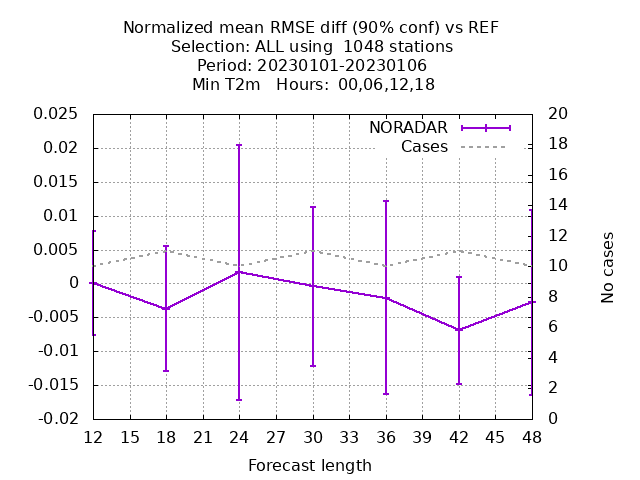 Normalized mean RMSE diff (90% conf) vs REF
Selection: ALL using  1048 stations
Period: 20230101-20230106
Min T2m   Hours:  00,06,12,18
NORADAR
Cases
0.025
0.02
0.015
0.01
0.005
0
-0.005
-0.01
-0.015
-0.02
20
18
16
14
12
10
8
6
4
2
0
No cases
12 15 18 21 24 27 30 33 36 39 42 45 48
Forecast length